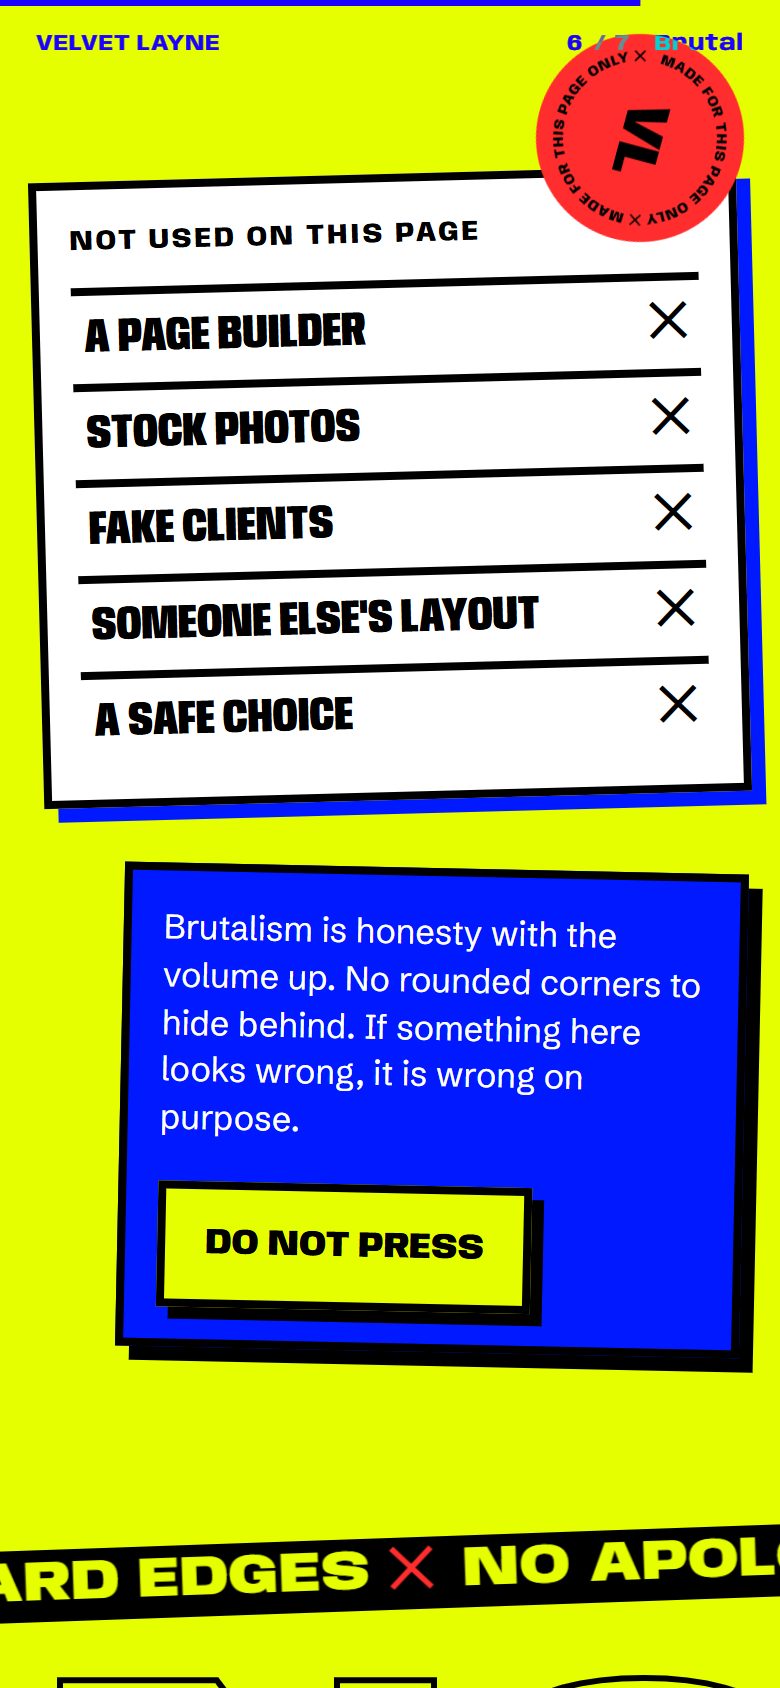 VELVET LAYNE
6 / 7 Brutal
MADE FOR THIS PAGE ONLY × MADE FOR THIS PAGE ONLY ×
VL
NOT USED ON THIS PAGE
A PAGE BUILDER ×
STOCK PHOTOS ×
FAKE CLIENTS ×
SOMEONE ELSE'S LAYOUT ×
A SAFE CHOICE ×
Brutalism is honesty with the
volume up. No rounded corners to
hide behind. If something here
looks wrong, it is wrong on
purpose.
DO NOT PRESS
EDGES × NO